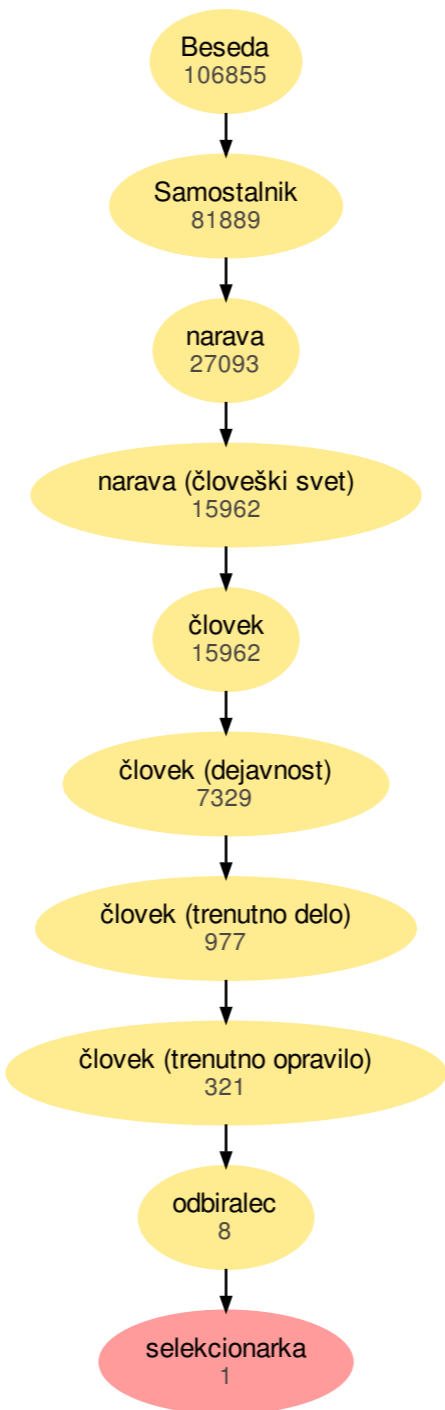 Beseda
106855
Samostalnik
81889
narava
27093
narava (človeški svet)
15962
človek
15962
človek (dejavnost)
7329
človek (trenutno delo)
977
človek (trenutno opravilo)
321
odbiralec
8
selekcionarka
1